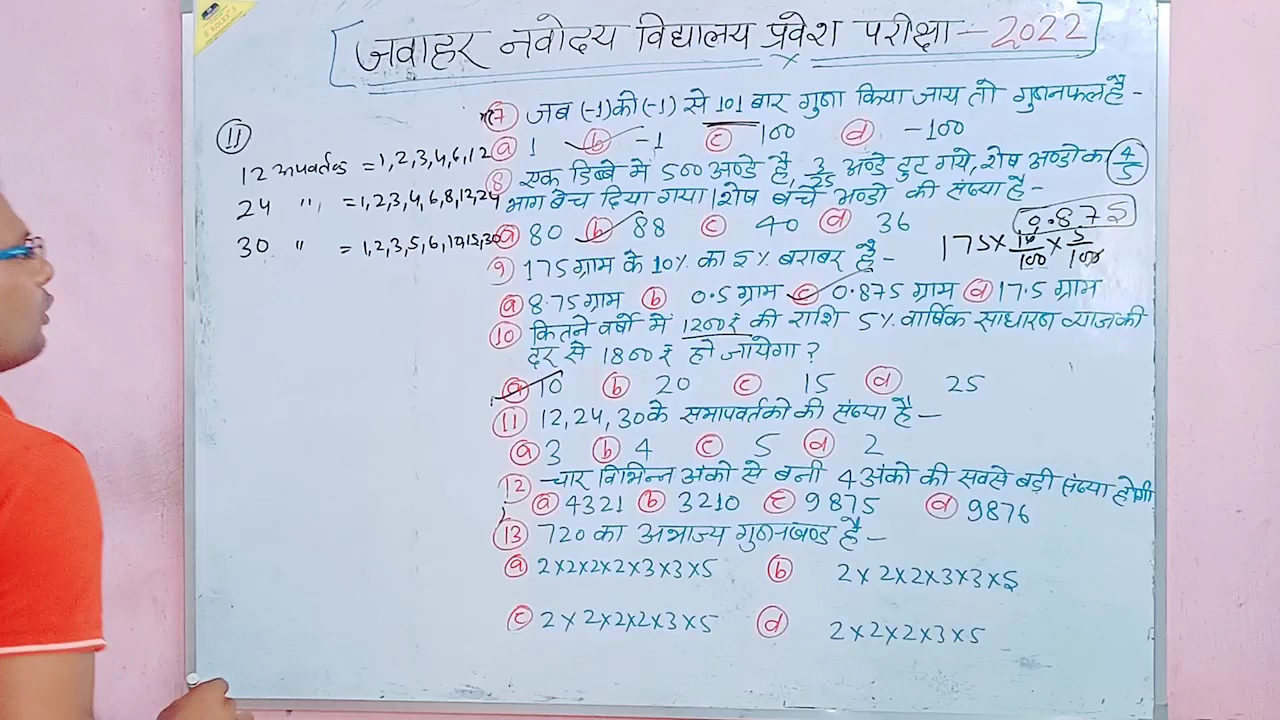 जवाहर नवोदय विद्यालय प्रवेश परीक्षा - 2022
11
12 अपवर्तक = 1, 2, 3, 4, 6, 12
24 " = 1, 2, 3, 4, 6, 8, 12, 24
30 " = 1, 2, 3, 5, 6, 10, 15, 30
7 जब (-1) को (-1) से 101 बार गुणा किया जाय तो गुणनफल है -
a 1 b -1 c 100 d -100
8 एक डिब्बे में 500 अण्डे हैं, 3/25 अण्डे टुट गये, शेष अण्डो का 4/5
भाग बेच दिया गया। शेष बचे अण्डो की संख्या है -
a 80 b 88 c 40 d 36
0.875
175 × 10/100 × 5/100
9 175 ग्राम के 10% का 5% बराबर है -
a 8.75 ग्राम b 0.5 ग्राम c 0.875 ग्राम d 17.5 ग्राम
10 कितने वर्षो में 1200₹ की राशि 5% वार्षिक साधारण व्याज की
दर से 1800₹ हो जायेगा?
a 10 b 20 c 15 d 25
11 12, 24, 30 के समापवर्तको की संख्या है -
a 3 b 4 c 5 d 2
12 चार विभिन्न अंको से बनी 4 अंको की सबसे बड़ी संख्या होगी
a 4321 b 3210 c 9875 d 9876
13 720 का अभाज्य गुणनखण्ड है -
a 2×2×2×2×3×3×5 b 2×2×2×3×3×5
c 2×2×2×2×3×5 d 2×2×2×3×5